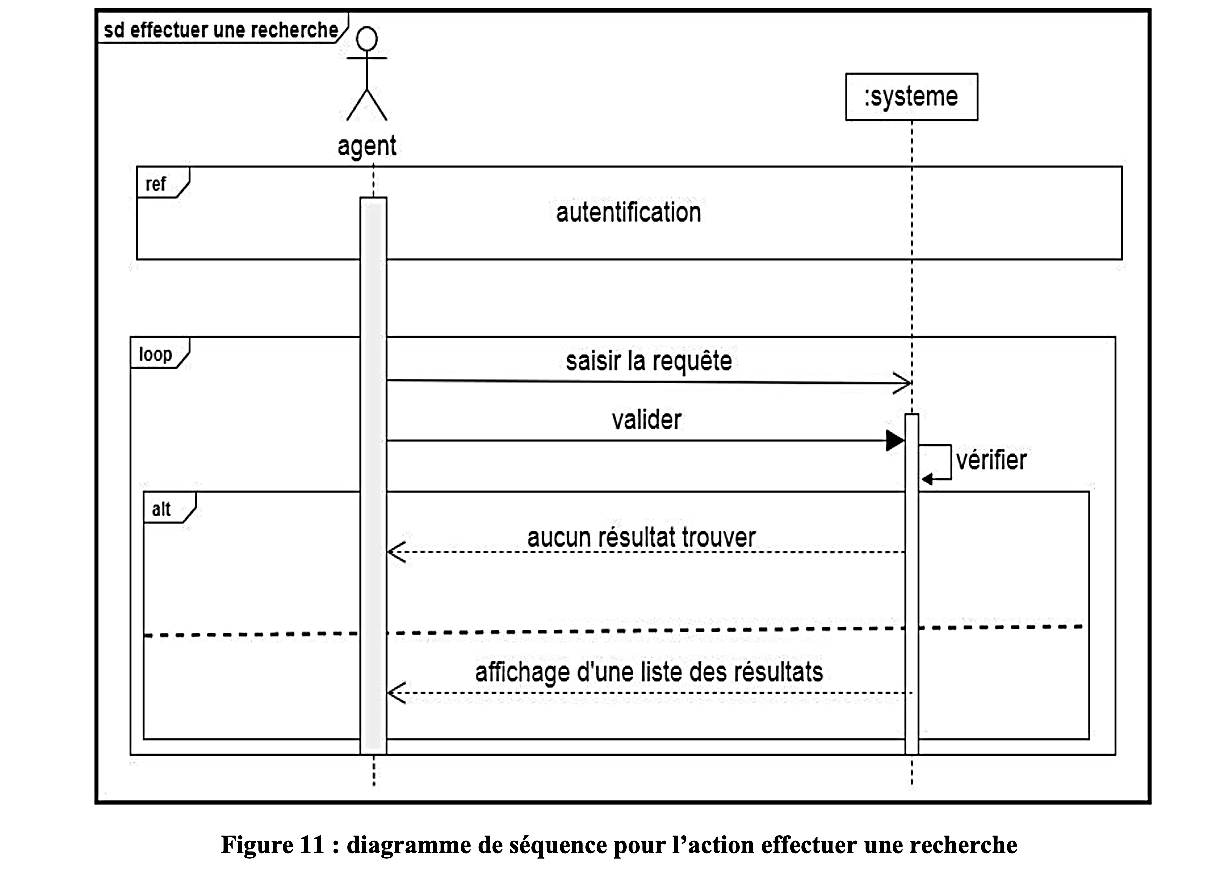 sd effectuer une recherche
:systeme
agent
ref
autentification
loop
saisir la requête
valider
vérifier
alt
aucun résultat trouver
affichage d'une liste des résultats
Figure 11 : diagramme de séquence pour l’action effectuer une recherche